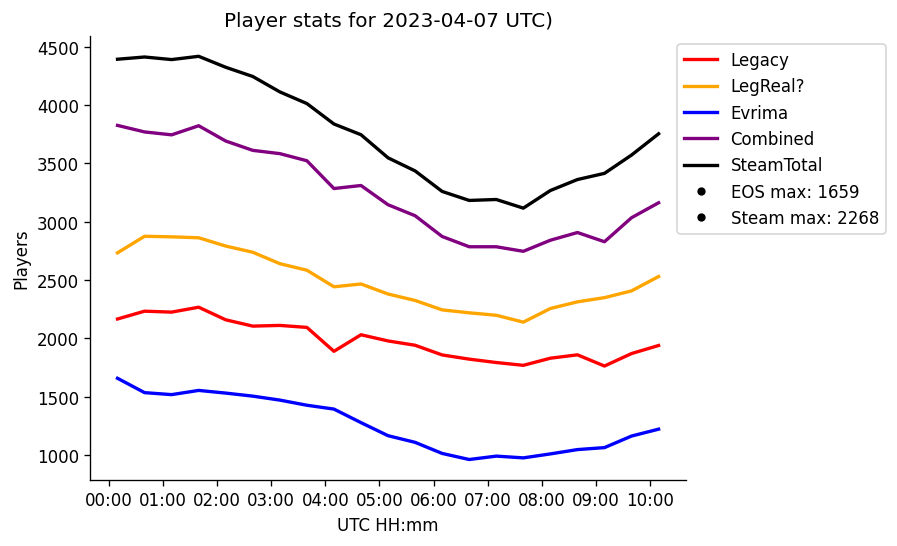 Player stats for 2023-04-07 UTC)
4500
4000
3500
3000
2500
2000
1500
1000
Players
00:00 01:00 02:00 03:00 04:00 05:00 06:00 07:00 08:00 09:00 10:00
UTC HH:mm
Legacy
LegReal?
Evrima
Combined
SteamTotal
EOS max: 1659
Steam max: 2268